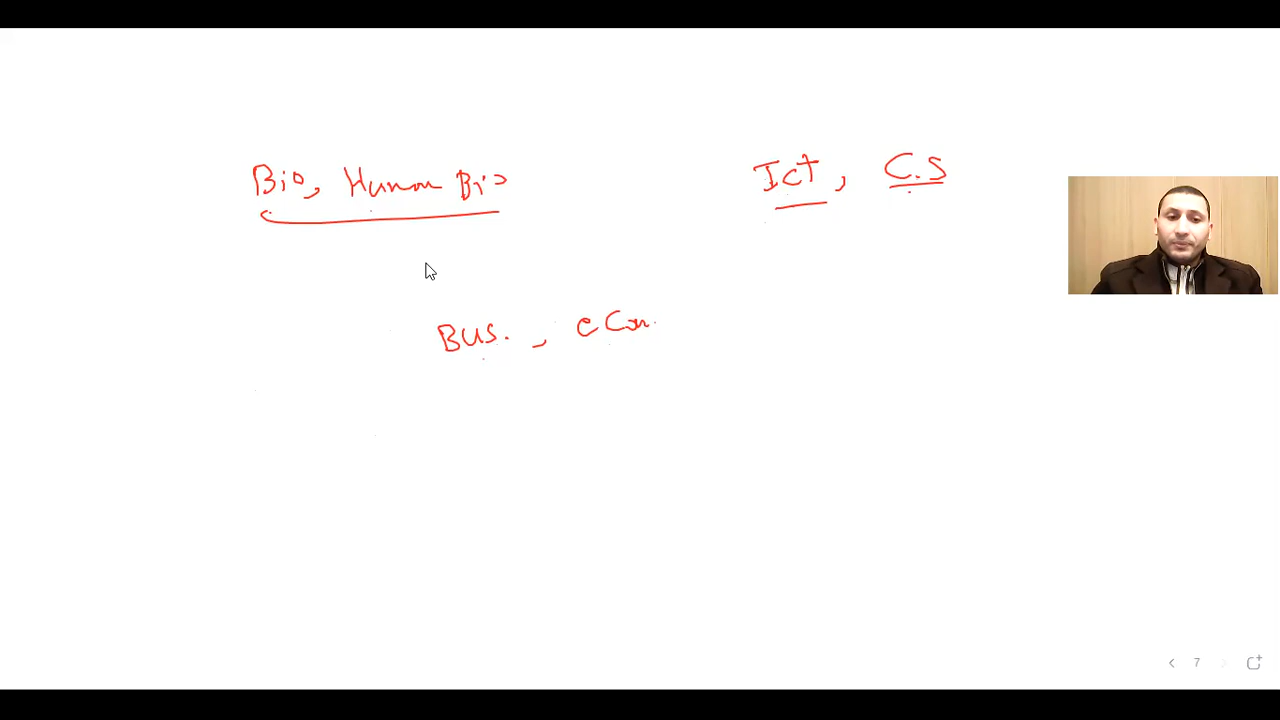 Bio, Human Bio
ICT, C.S
Bus. , econ.
7